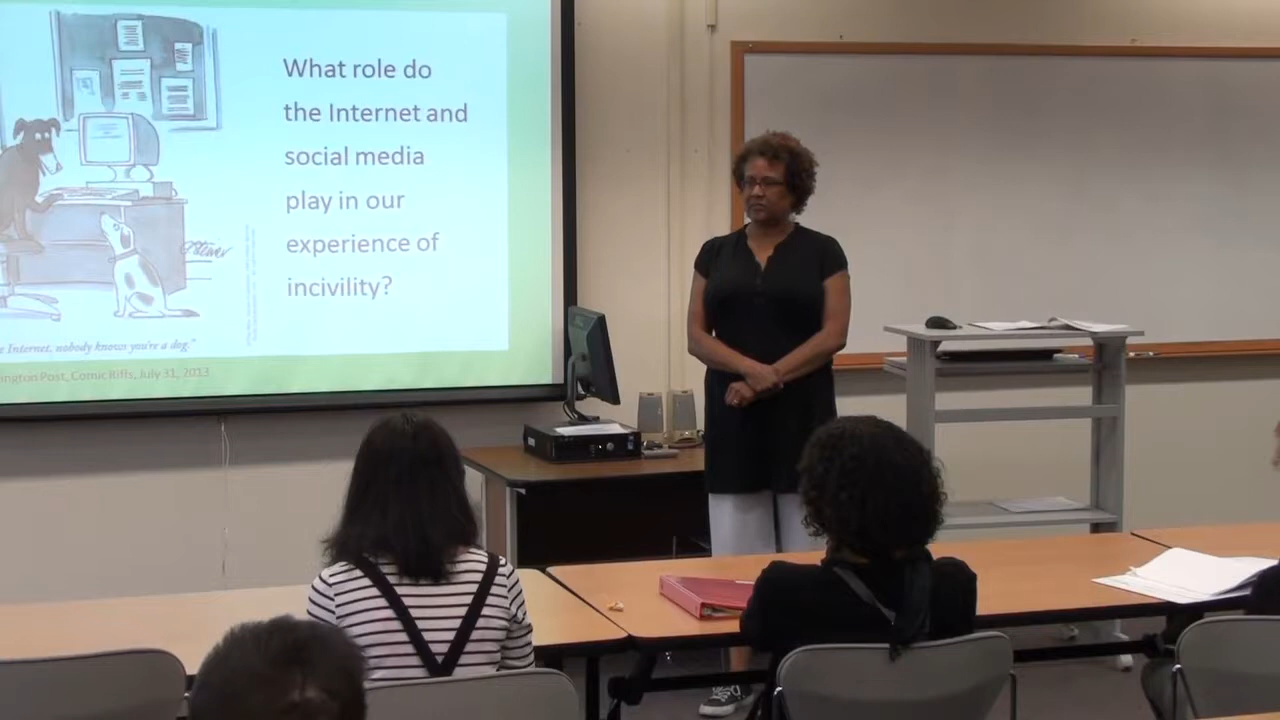 What role do
the Internet and
social media
play in our
experience of
incivility?
Internet, nobody knows you're a dog."
Post, Comic Riffs, July 31, 2013